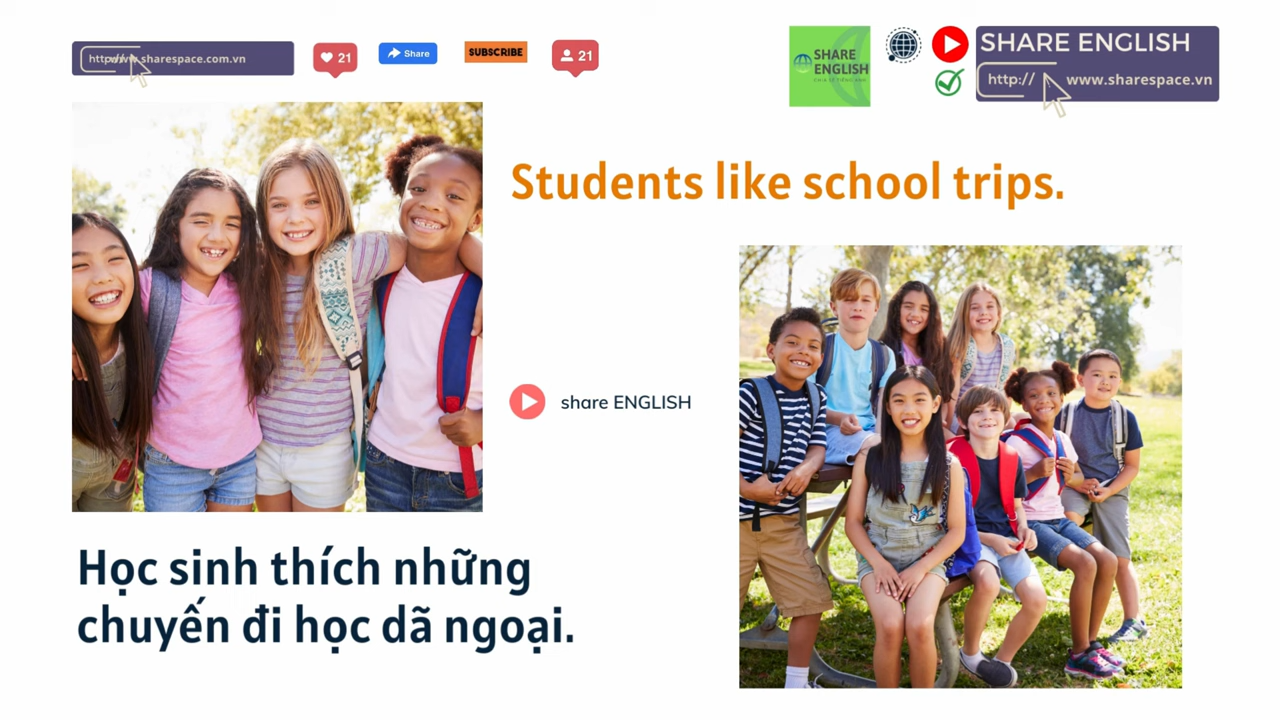 www.sharespace.com.vn
21
Share
SUBSCRIBE
21
SHARE
ENGLISH
SHARE ENGLISH
http:// www.sharespace.vn
Students like school trips.
share ENGLISH
Học sinh thích những
chuyến đi học dã ngoại.